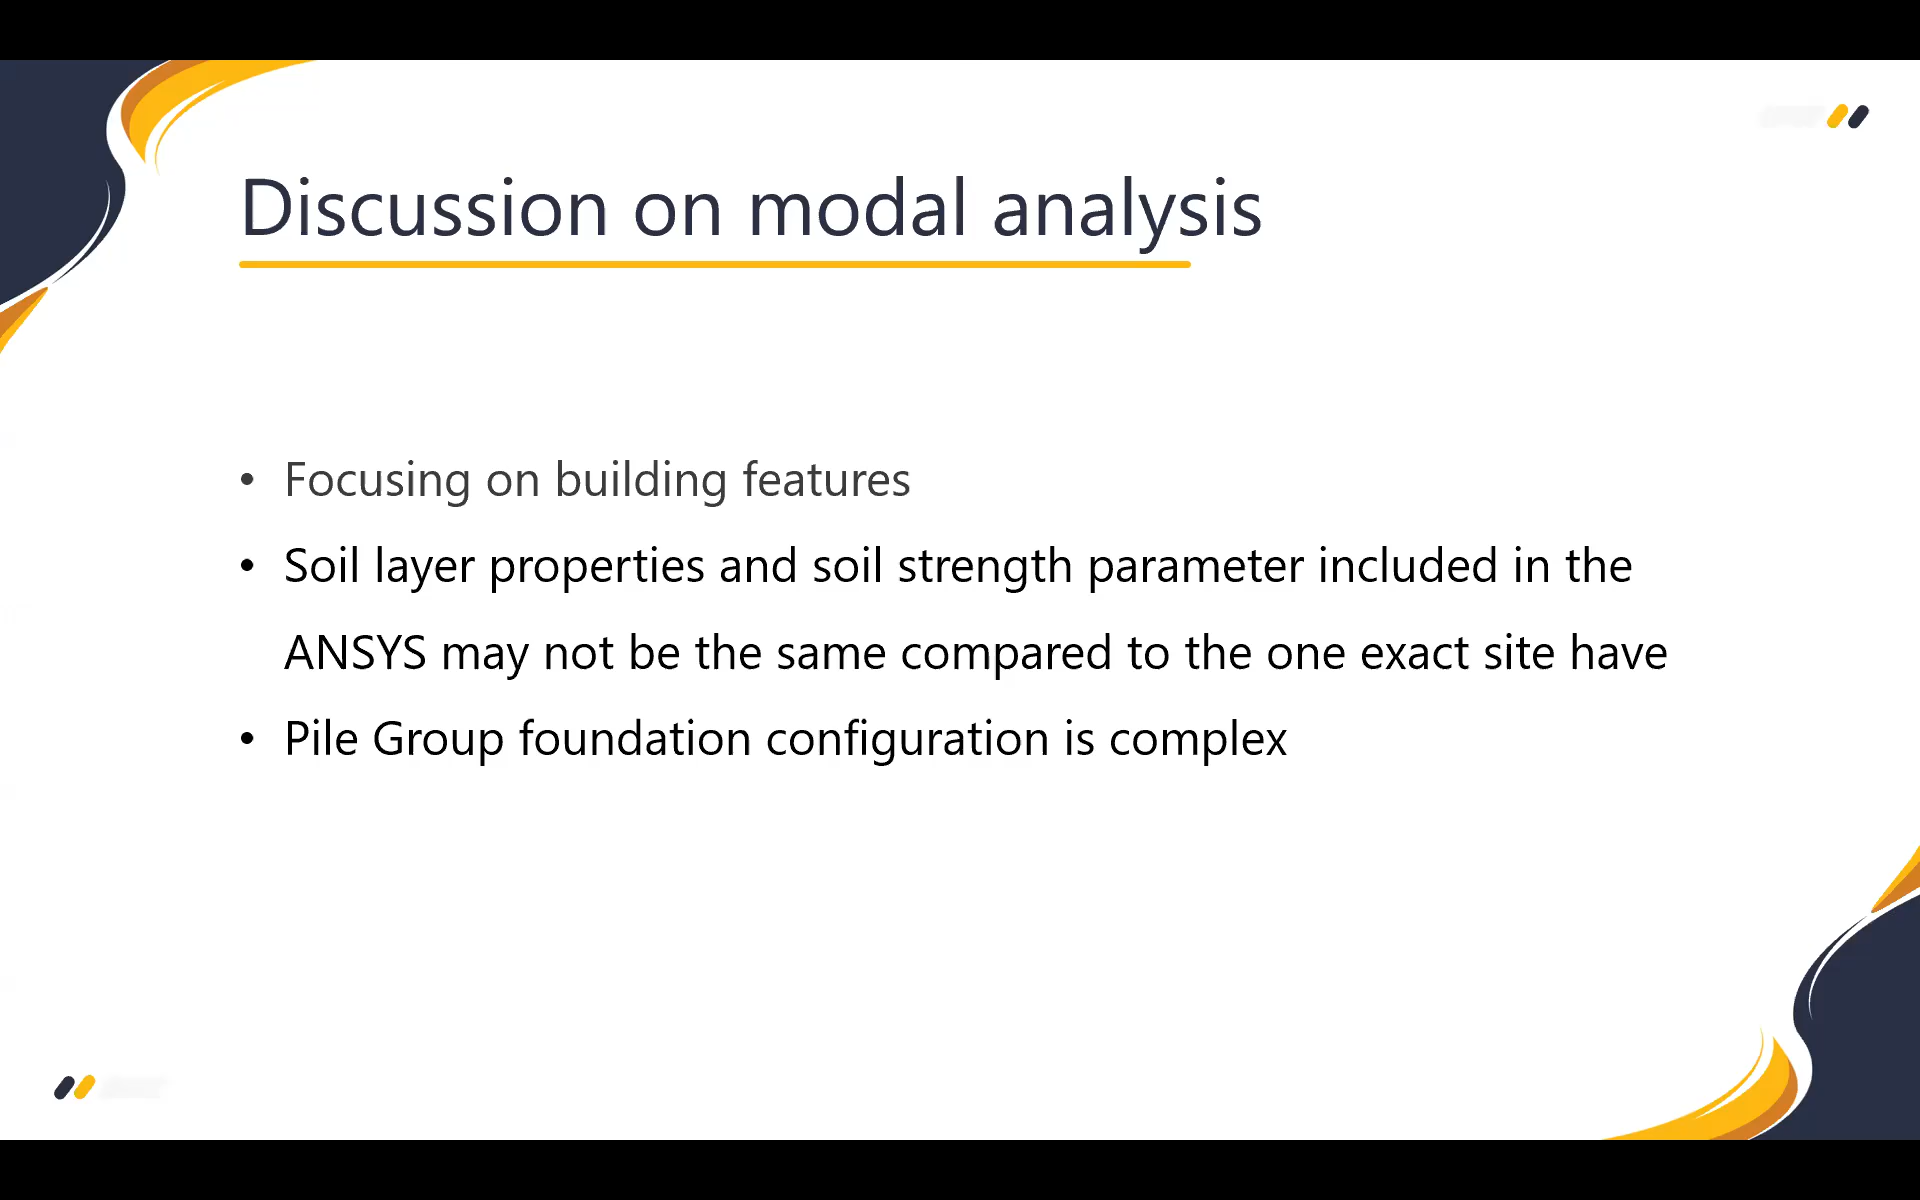 Discussion on modal analysis
• Focusing on building features
• Soil layer properties and soil strength parameter included in the
ANSYS may not be the same compared to the one exact site have
• Pile Group foundation configuration is complex